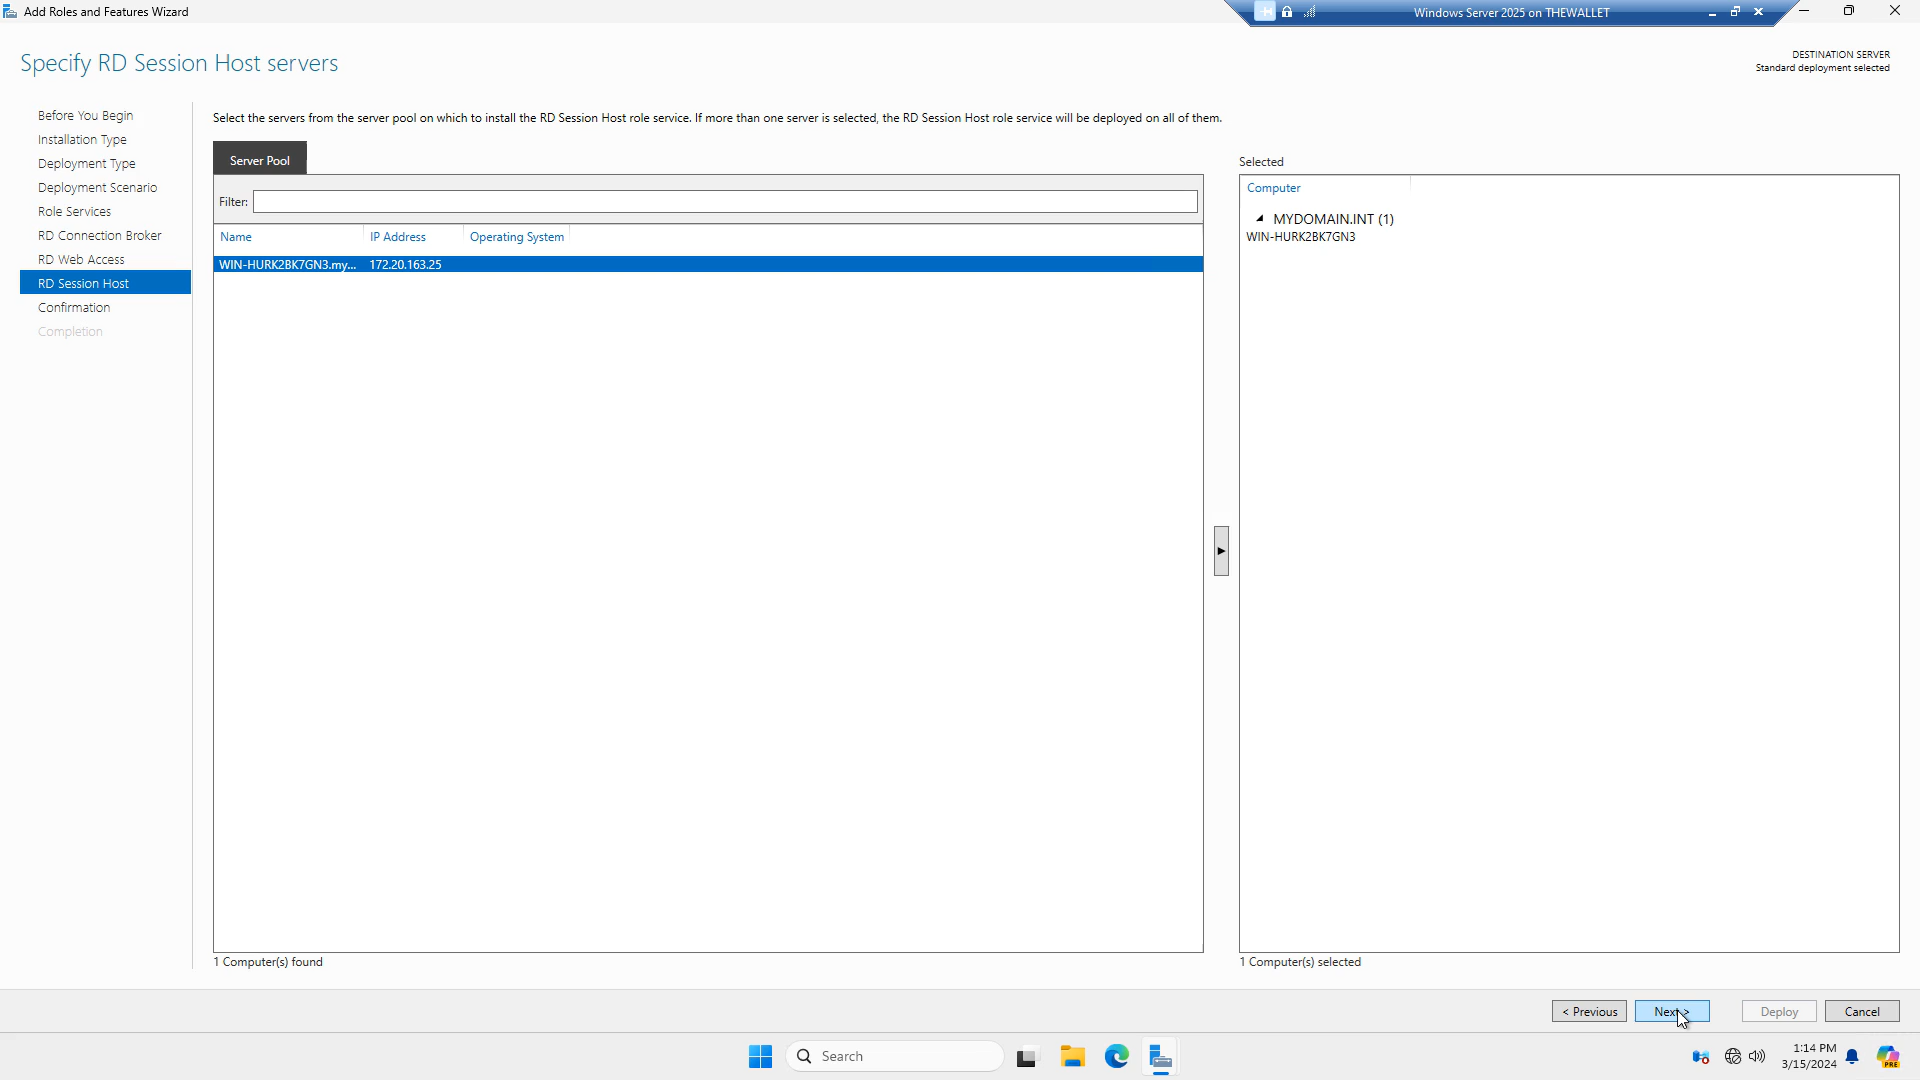 Add Roles and Features Wizard
Windows Server 2025 on THEWALLET
Specify RD Session Host servers
DESTINATION SERVER
Standard deployment selected
Before You Begin
Installation Type
Deployment Type
Deployment Scenario
Role Services
RD Connection Broker
RD Web Access
RD Session Host
Confirmation
Completion
Select the servers from the server pool on which to install the RD Session Host role service. If more than one server is selected, the RD Session Host role service will be deployed on all of them.
Server Pool
Filter:
Name IP Address Operating System
WIN-HURK2BK7GN3.my... 172.20.163.25
1 Computer(s) found
Selected
Computer
MYDOMAIN.INT (1)
WIN-HURK2BK7GN3
1 Computer(s) selected
< Previous Next > Deploy Cancel
Search
1:14 PM
3/15/2024
PRE